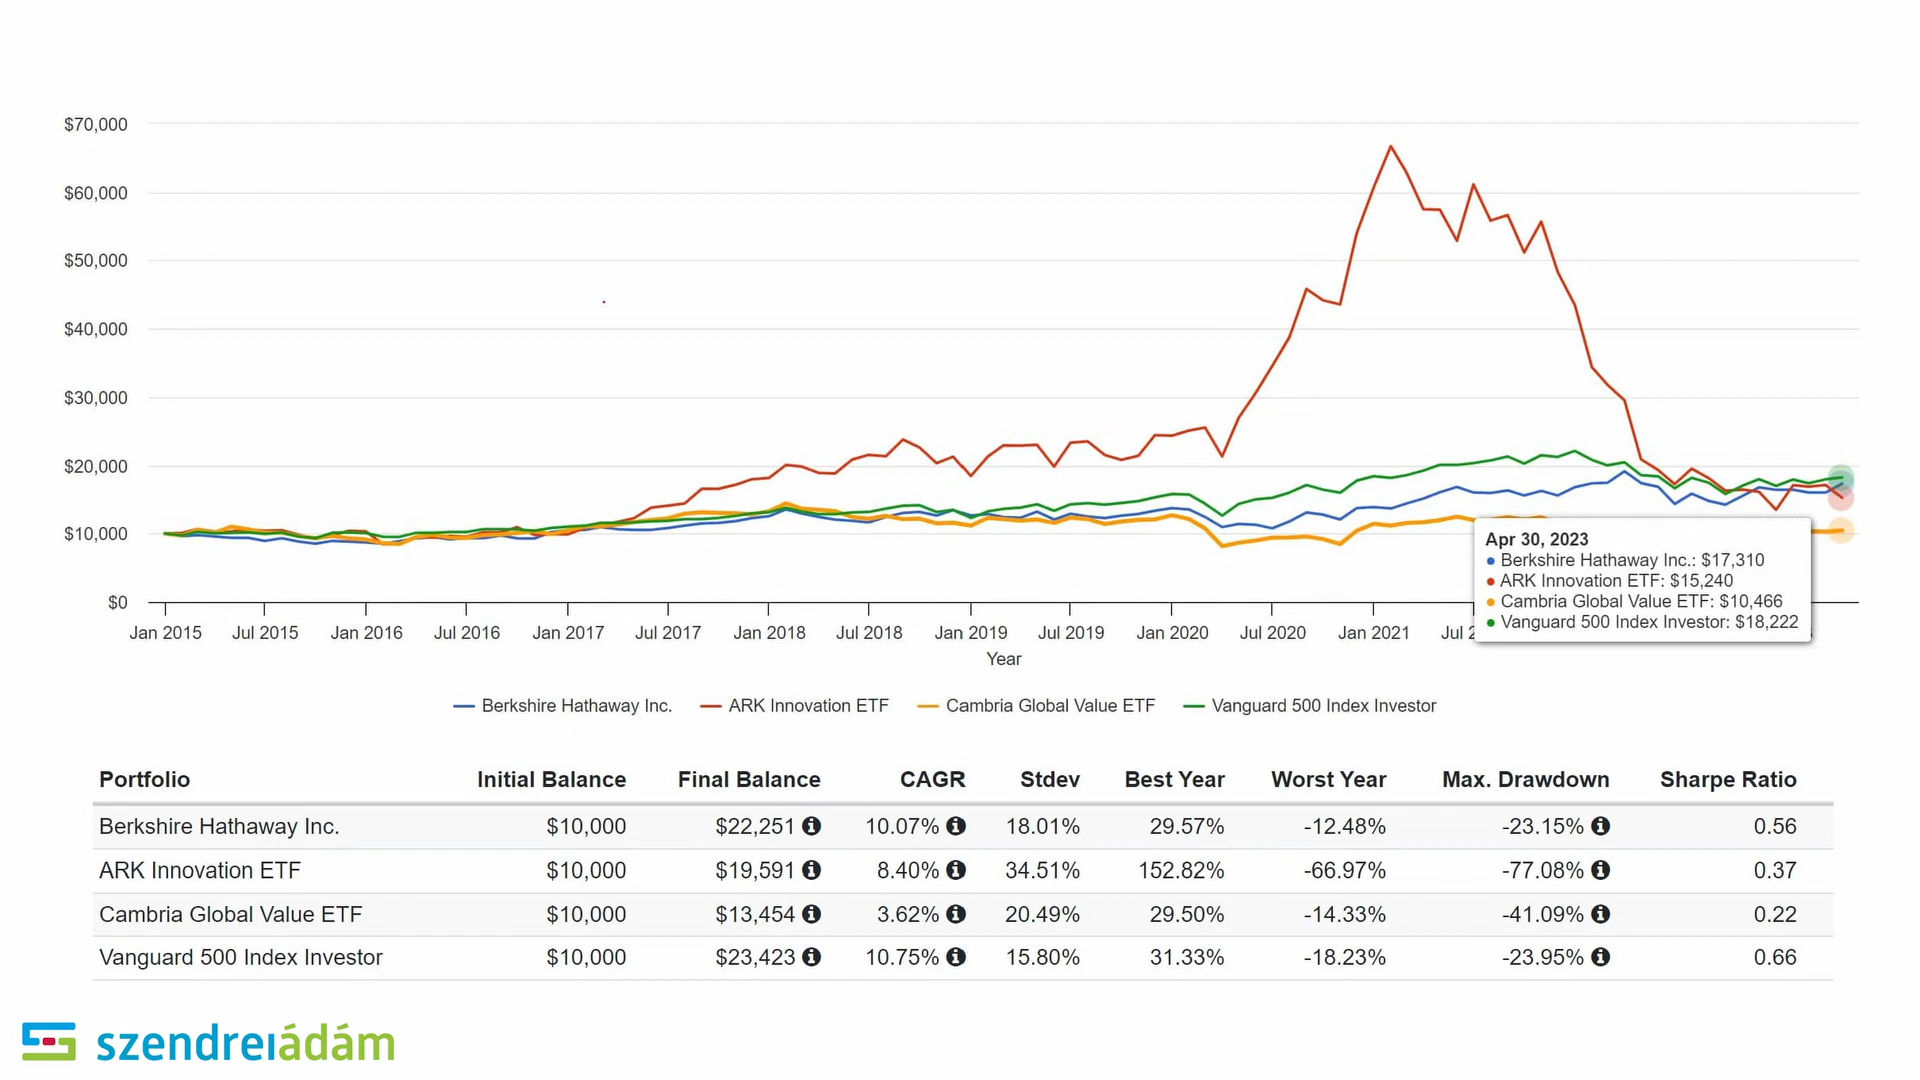 $70,000
$60,000
$50,000
$40,000
$30,000
$20,000
$10,000
$0
Jan 2015 Jul 2015 Jan 2016 Jul 2016 Jan 2017 Jul 2017 Jan 2018 Jul 2018 Jan 2019 Jul 2019 Jan 2020 Jul 2020 Jan 2021 Jul 2
Year
Apr 30, 2023
Berkshire Hathaway Inc.: $17,310
ARK Innovation ETF: $15,240
Cambria Global Value ETF: $10,466
Vanguard 500 Index Investor: $18,222
Berkshire Hathaway Inc. ARK Innovation ETF Cambria Global Value ETF Vanguard 500 Index Investor
Portfolio Initial Balance Final Balance CAGR Stdev Best Year Worst Year Max. Drawdown Sharpe Ratio
Berkshire Hathaway Inc. $10,000 $22,251 10.07% 18.01% 29.57% -12.48% -23.15% 0.56
ARK Innovation ETF $10,000 $19,591 8.40% 34.51% 152.82% -66.97% -77.08% 0.37
Cambria Global Value ETF $10,000 $13,454 3.62% 20.49% 29.50% -14.33% -41.09% 0.22
Vanguard 500 Index Investor $10,000 $23,423 10.75% 15.80% 31.33% -18.23% -23.95% 0.66
szendreiádám